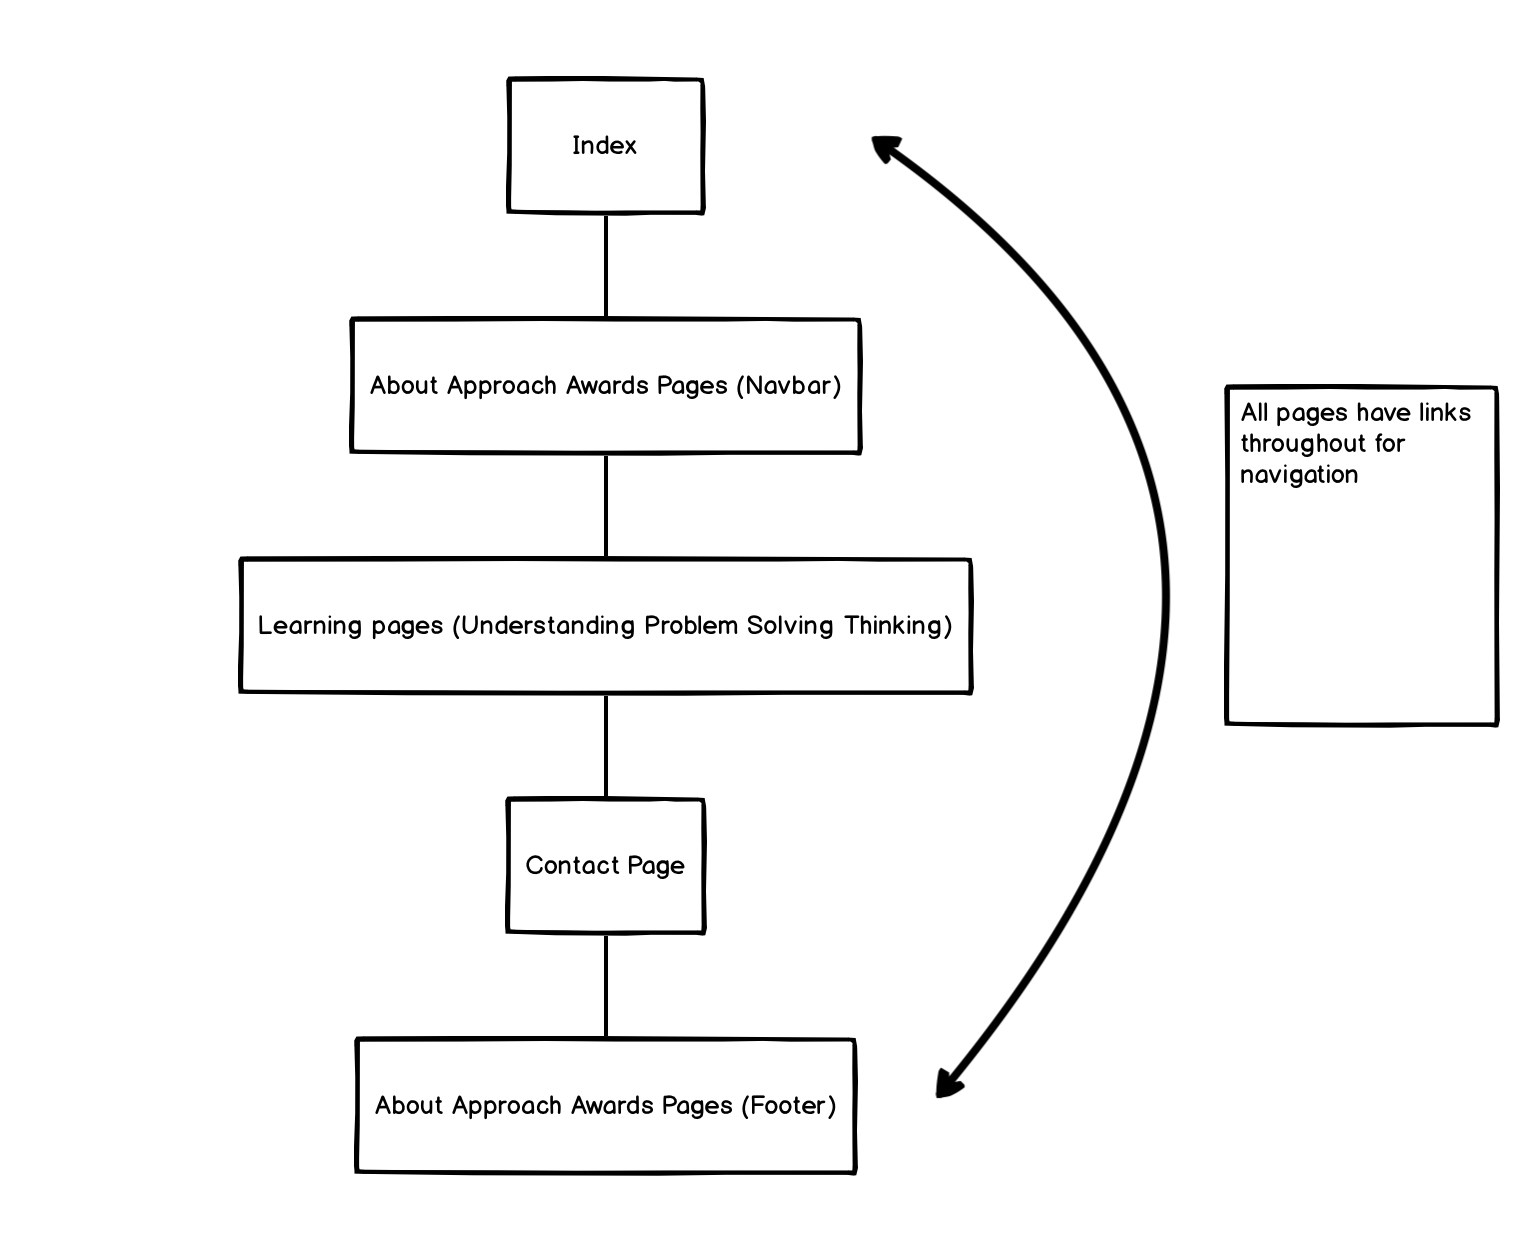 Index
About Approach Awards Pages (Navbar)
All pages have links
throughout for
navigation
Learning pages (Understanding Problem Solving Thinking)
Contact Page
About Approach Awards Pages (Footer)